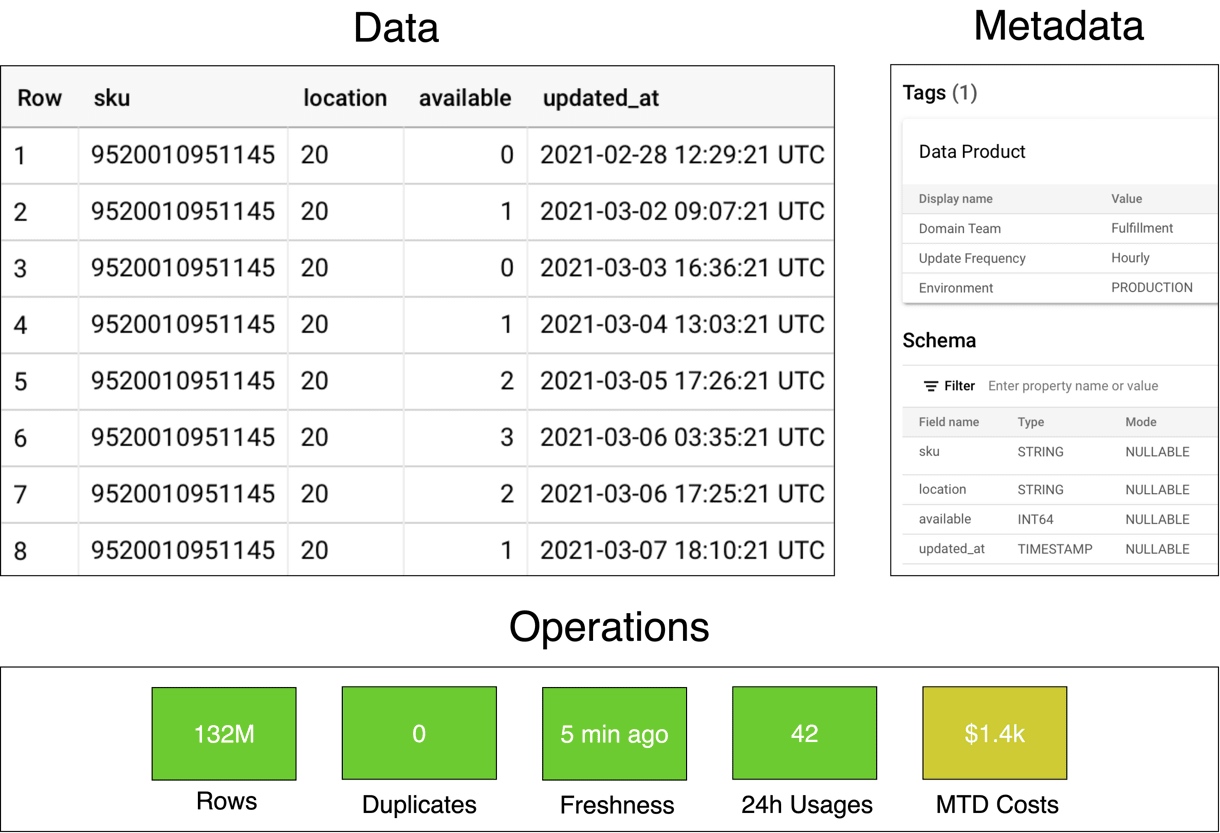 Data
Row sku location available updated_at
1 9520010951145 20 0 2021-02-28 12:29:21 UTC
2 9520010951145 20 1 2021-03-02 09:07:21 UTC
3 9520010951145 20 0 2021-03-03 16:36:21 UTC
4 9520010951145 20 1 2021-03-04 13:03:21 UTC
5 9520010951145 20 2 2021-03-05 17:26:21 UTC
6 9520010951145 20 3 2021-03-06 03:35:21 UTC
7 9520010951145 20 2 2021-03-06 17:25:21 UTC
8 9520010951145 20 1 2021-03-07 18:10:21 UTC
Metadata
Tags (1)
Data Product
Display name Value
Domain Team Fulfillment
Update Frequency Hourly
Environment PRODUCTION
Schema
Filter Enter property name or value
Field name Type Mode
sku STRING NULLABLE
location STRING NULLABLE
available INT64 NULLABLE
updated_at TIMESTAMP NULLABLE
Operations
132M 0 5 min ago 42 $1.4k
Rows Duplicates Freshness 24h Usages MTD Costs